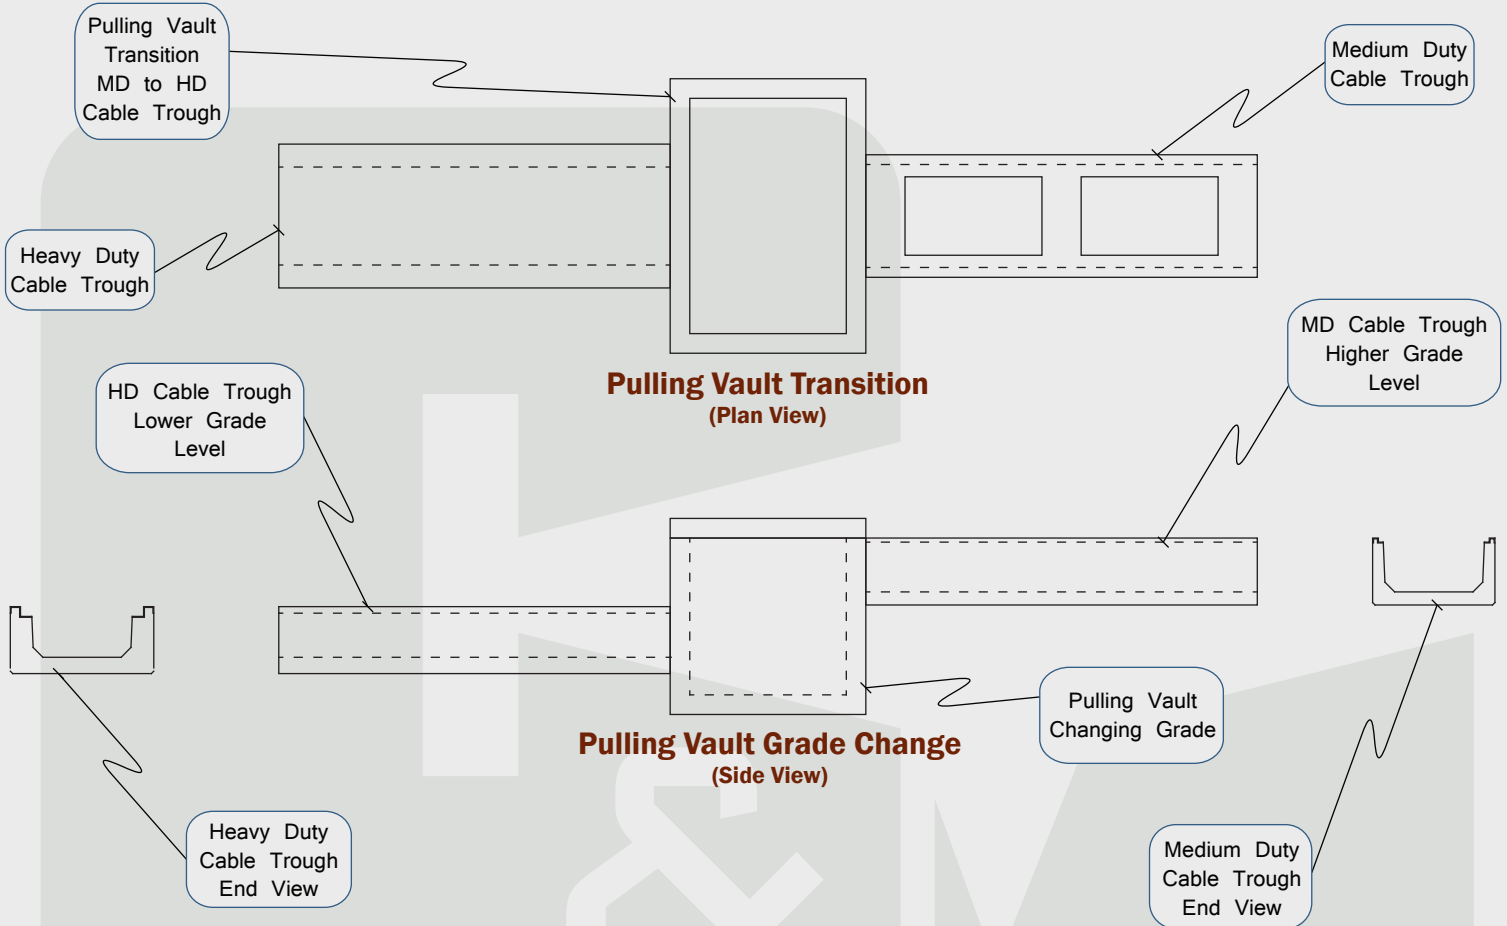 Pulling Vault
Transition
MD to HD
Cable Trough
Medium Duty
Cable Trough
Heavy Duty
Cable Trough
Pulling Vault Transition
(Plan View)
MD Cable Trough
Higher Grade
Level
HD Cable Trough
Lower Grade
Level
Pulling Vault
Changing Grade
Pulling Vault Grade Change
(Side View)
Heavy Duty
Cable Trough
End View
Medium Duty
Cable Trough
End View